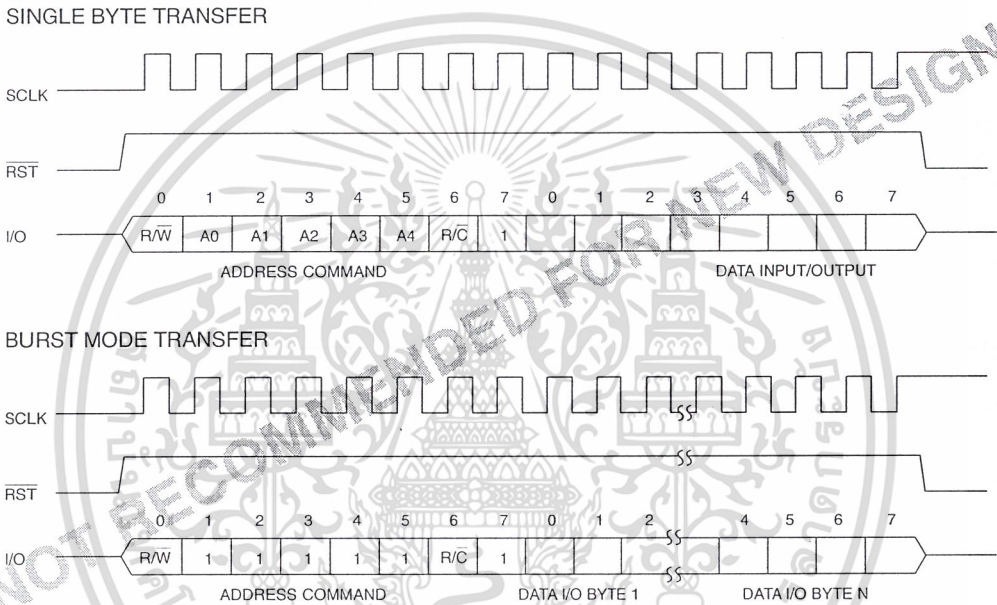 SINGLE BYTE TRANSFER
SCLK
RST
0 1 2 3 4 5 6 7 0 1 2 3 4 5 6 7
I/O R/W A0 A1 A2 A3 A4 R/C 1
ADDRESS COMMAND DATA INPUT/OUTPUT
BURST MODE TRANSFER
SCLK
RST
0 1 2 3 4 5 6 7 0 1 2 4 5 6 7
I/O R/W 1 1 1 1 1 R/C 1
ADDRESS COMMAND DATA I/O BYTE 1 DATA I/O BYTE N
NOT RECOMMENDED FOR NEW DESIGN